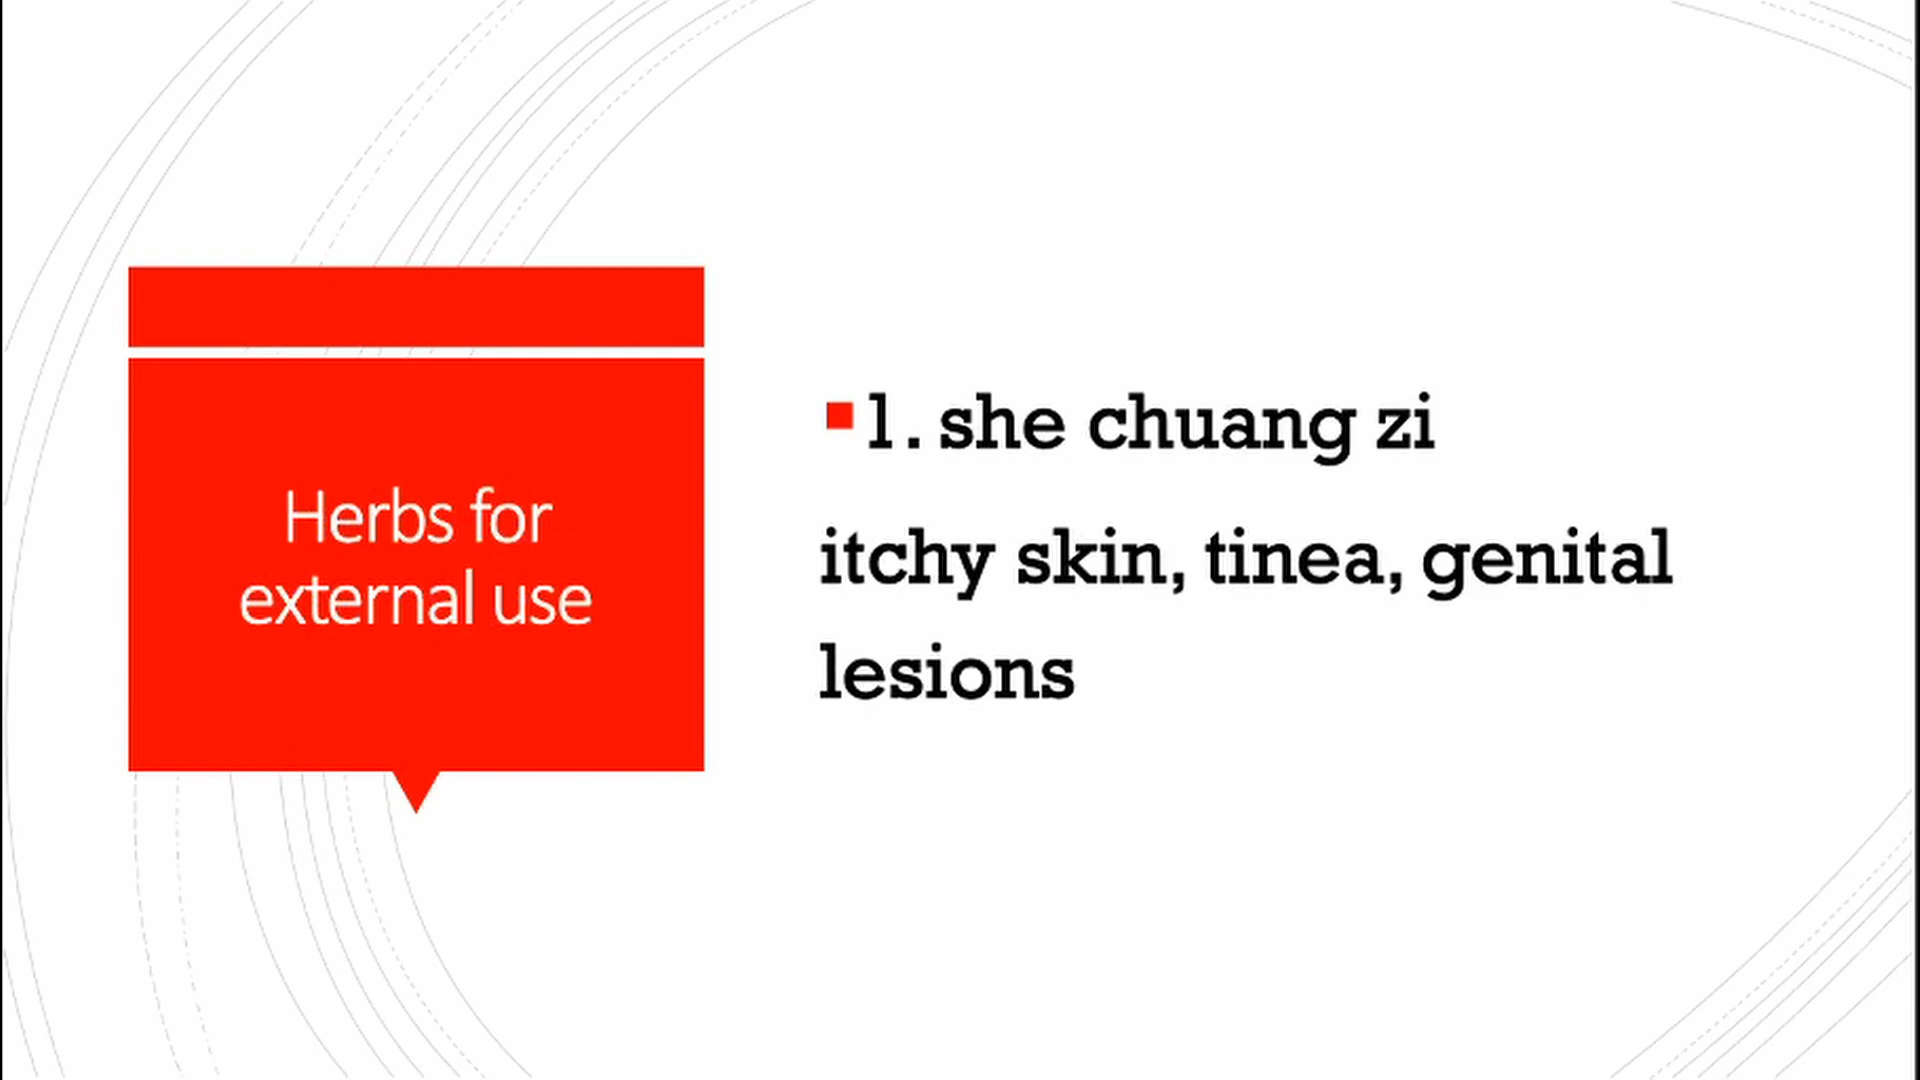 Herbs for
external use
1. she chuang zi
itchy skin, tinea, genital
lesions